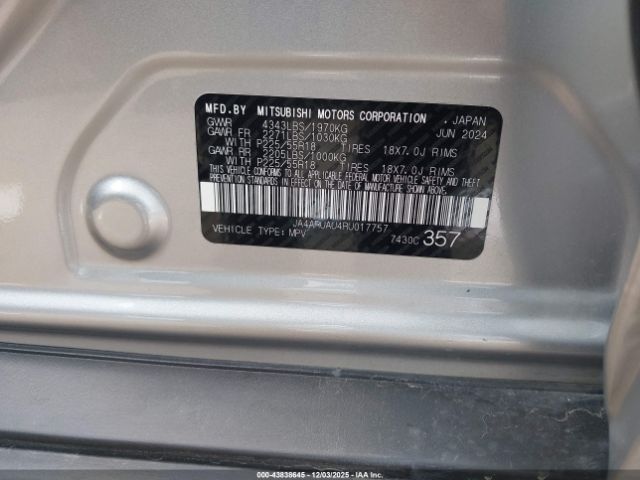 MFD.BY MITSUBISHI MOTORS CORPORATION . JAPAN
GVWR 4343LBS/1970KG JUN 2024
GAWR FR 2271LBS/1030KG
WITH P225/55R18 TIRES 18X7.0J RIMS
GAWR RR 2205LBS/1000KG
WITH P225/55R18 TIRES 18X7.0J RIMS
THIS VEHICLE CONFORMS TO ALL APPLICABLE FEDERAL MOTOR VEHICLE SAFETY AND
THEFT PREVENTION STANDARDS IN EFFECT ON THE DATE OF MANUFACTURE SHOWN ABOVE.
JA4ARUAU4RU017757
VEHICLE TYPE: MPV 7430C 357
© 43838645 - 12/03/2025 - IAA Inc.